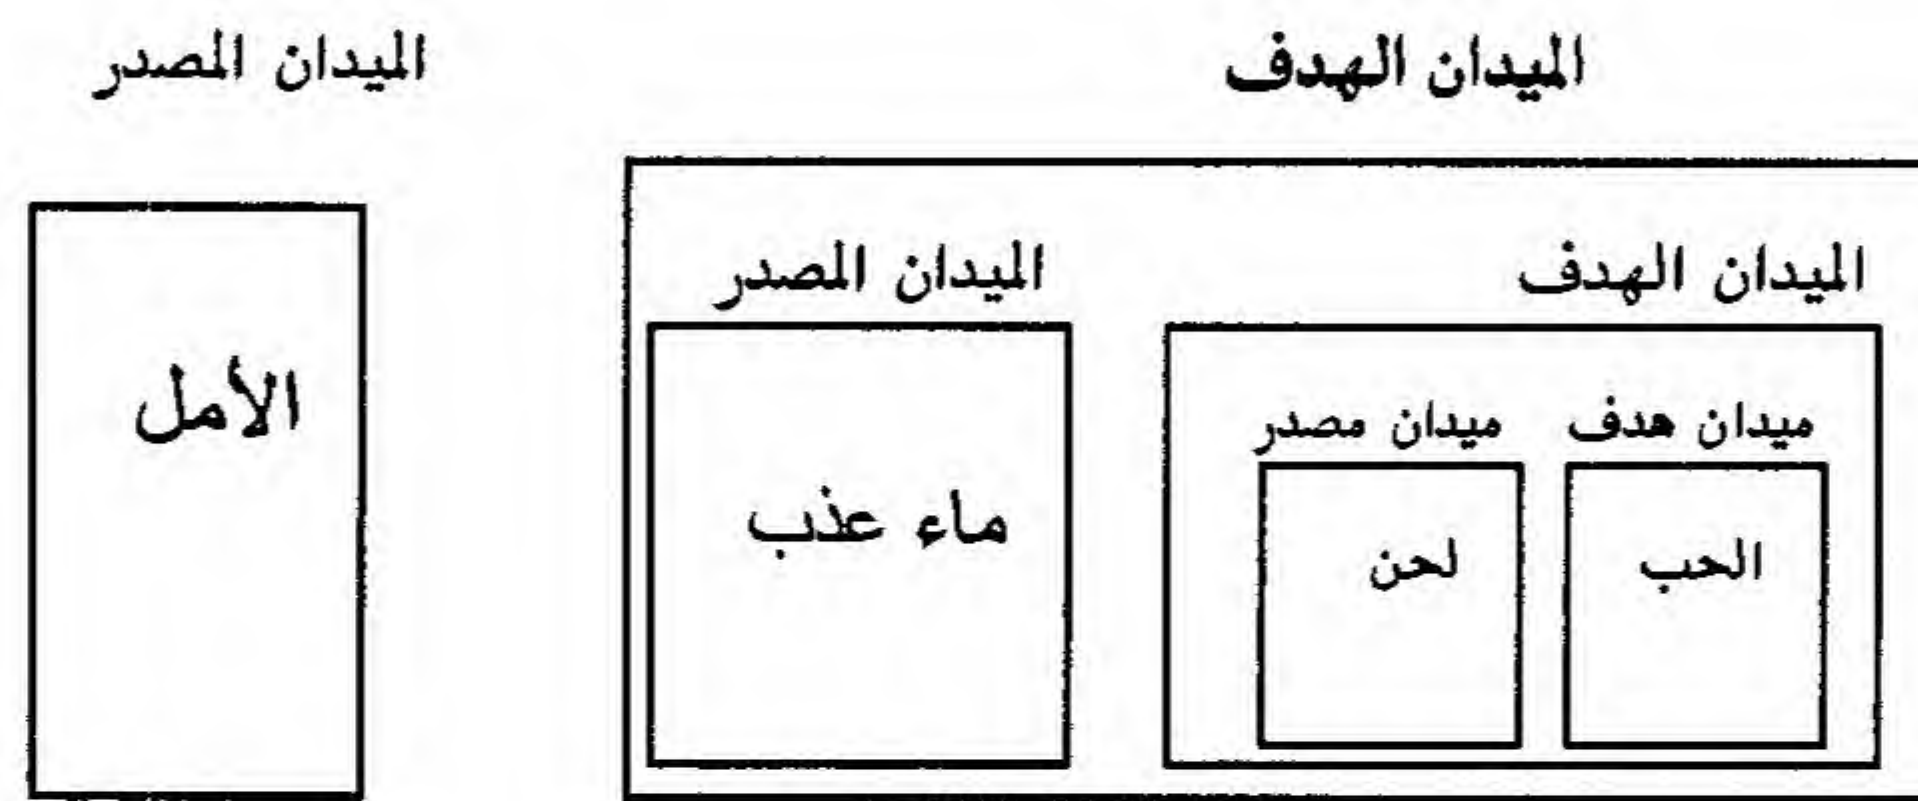 الميدان الهدف
الميدان المصدر
الميدان الهدف
الميدان المصدر
ميدان هدف
ميدان مصدر
الحب
لحن
ماء عذب
الأمل